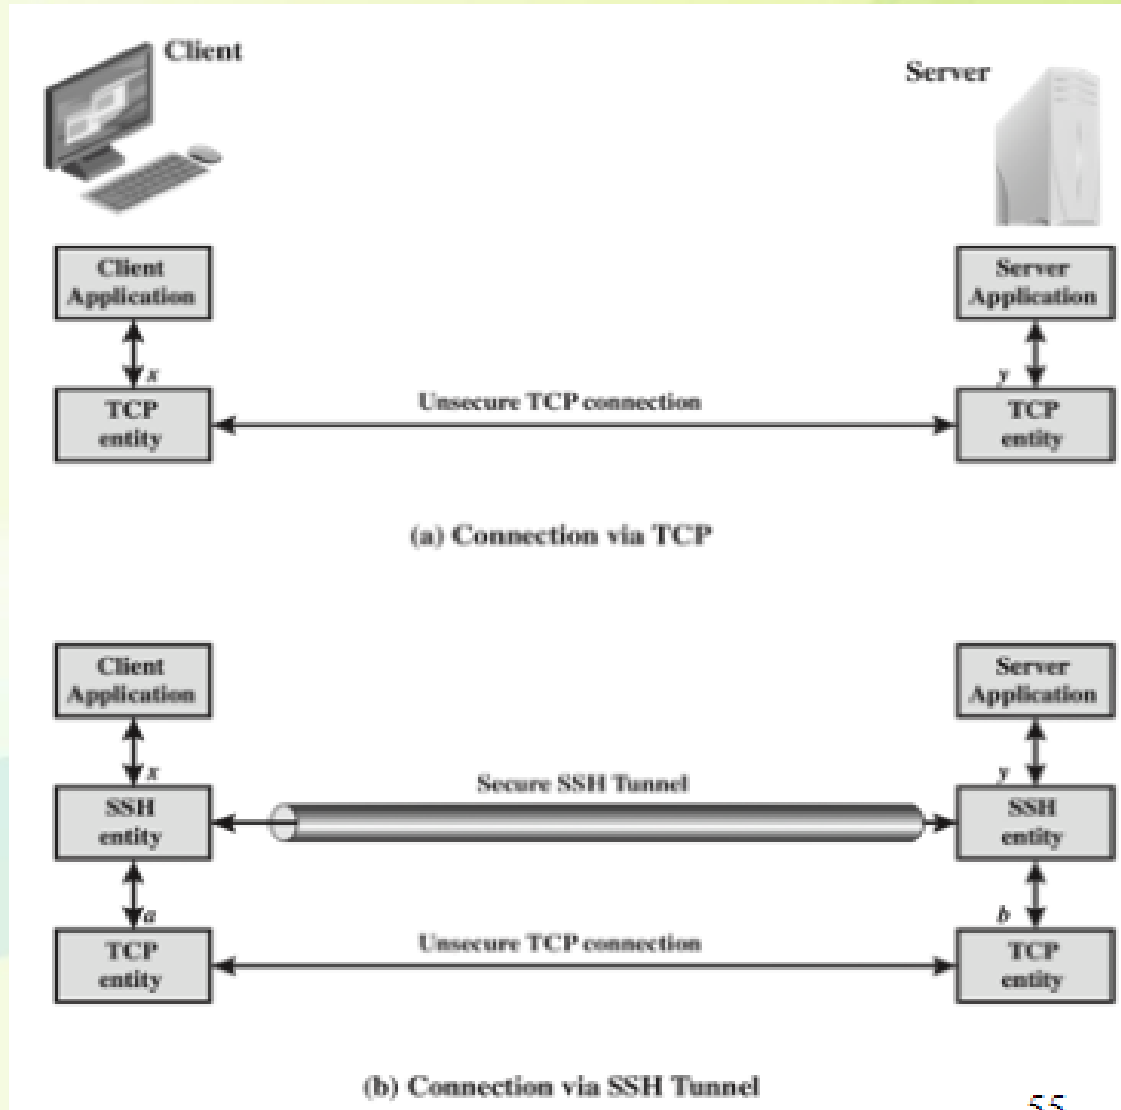 Client
Server
Client
Application
Server
Application
x
y
TCP
entity
Unsecure TCP connection
TCP
entity
(a) Connection via TCP
Client
Application
Server
Application
x
Secure SSH Tunnel
y
SSH
entity
SSH
entity
a
b
TCP
entity
Unsecure TCP connection
TCP
entity
(b) Connection via SSH Tunnel
55